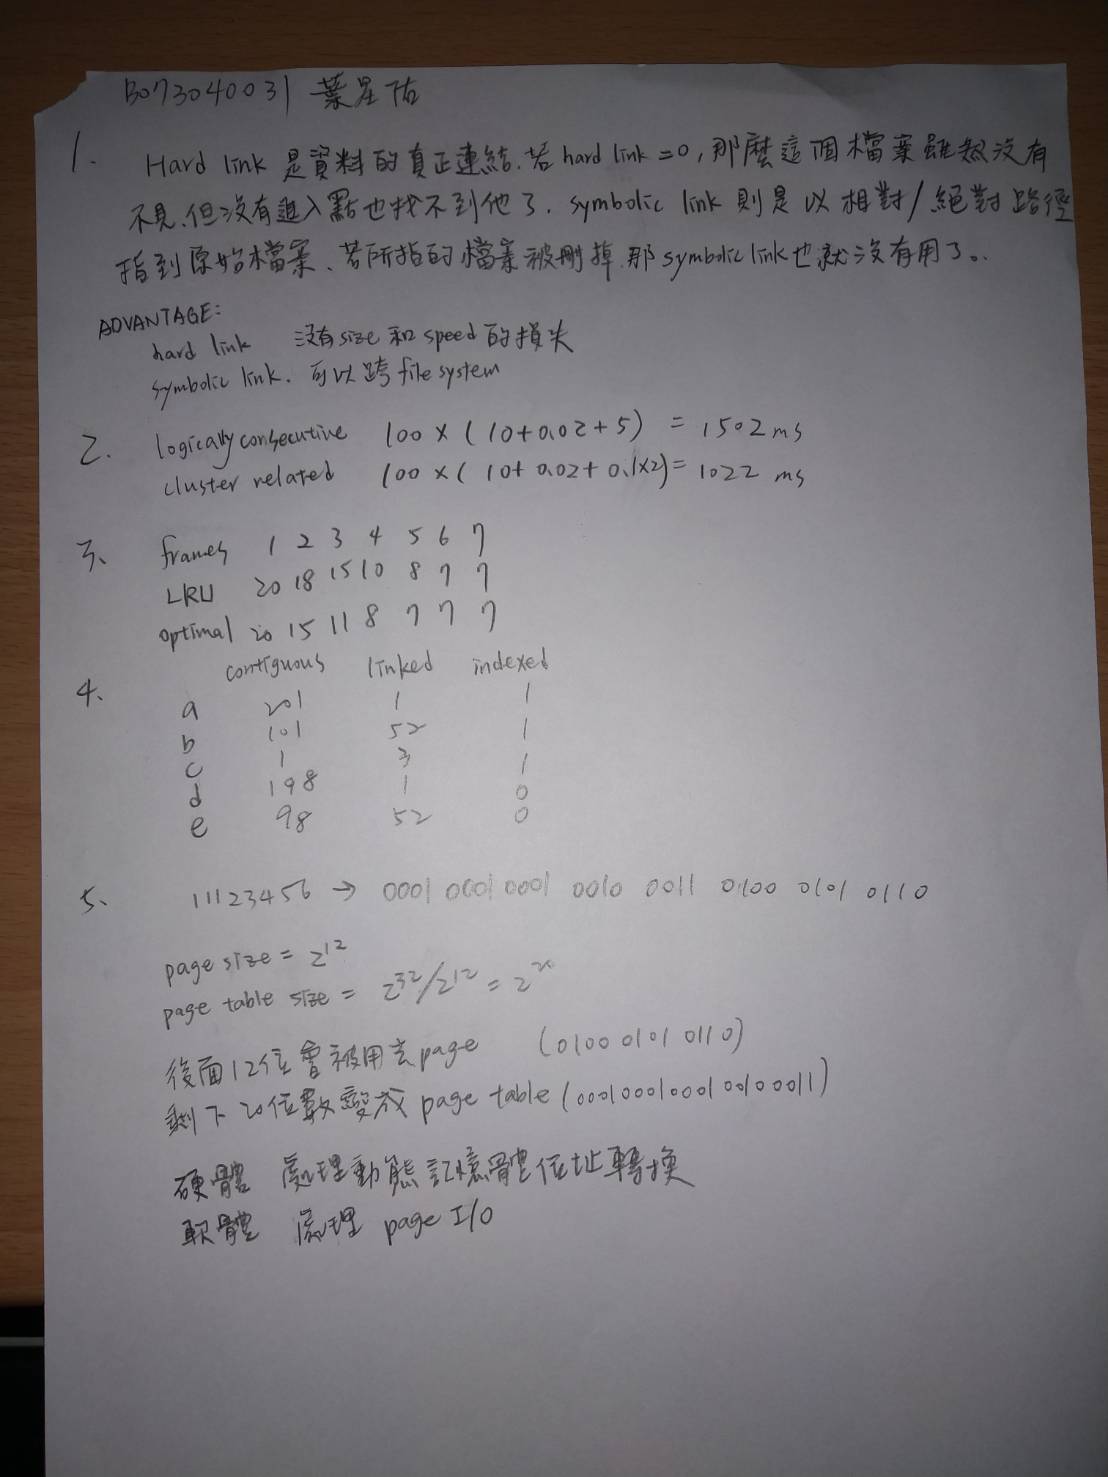 B073040031 葉星佑
1. Hard link 是資料的真正連結. 若 hard link = 0, 那麼這個檔案雖然沒有
不見, 但沒有進入點也找不到他了. symbolic link 則是以相對/絕對路徑
指到原始檔案、若所指的檔案被刪掉 那 symbolic link 也就沒有用了。
ADVANTAGE:
hard link 沒有 size 和 speed 的損失
symbolic link. 可以跨 file system
2. logically consecutive 100 × ( 10+0.02+5) = 1502 ms
cluster related 100 × ( 10+ 0.02+ 0.1×2) = 1022 ms
3、 frames 1 2 3 4 5 6 7
LRU 20 18 15 10 8 7 7
optimal 20 15 11 8 7 7 7
contiguous linked indexed
4.
a 201 1 1
b 101 52 1
c 1 3 1
d 198 1 0
e 98 52 0
5. 11123456 → 0001 0001 0001 0010 0011 0100 0101 0110
page size = 2^12
page table size = 2^32/2^12 = 2^20
後面12位會被用去 page (0100 0101 0110)
剩下 20位數變成 page table (0001 0001 0001 0010 0011)
硬體 處理動態記憶體位址轉換
軟體 處理 page I/O